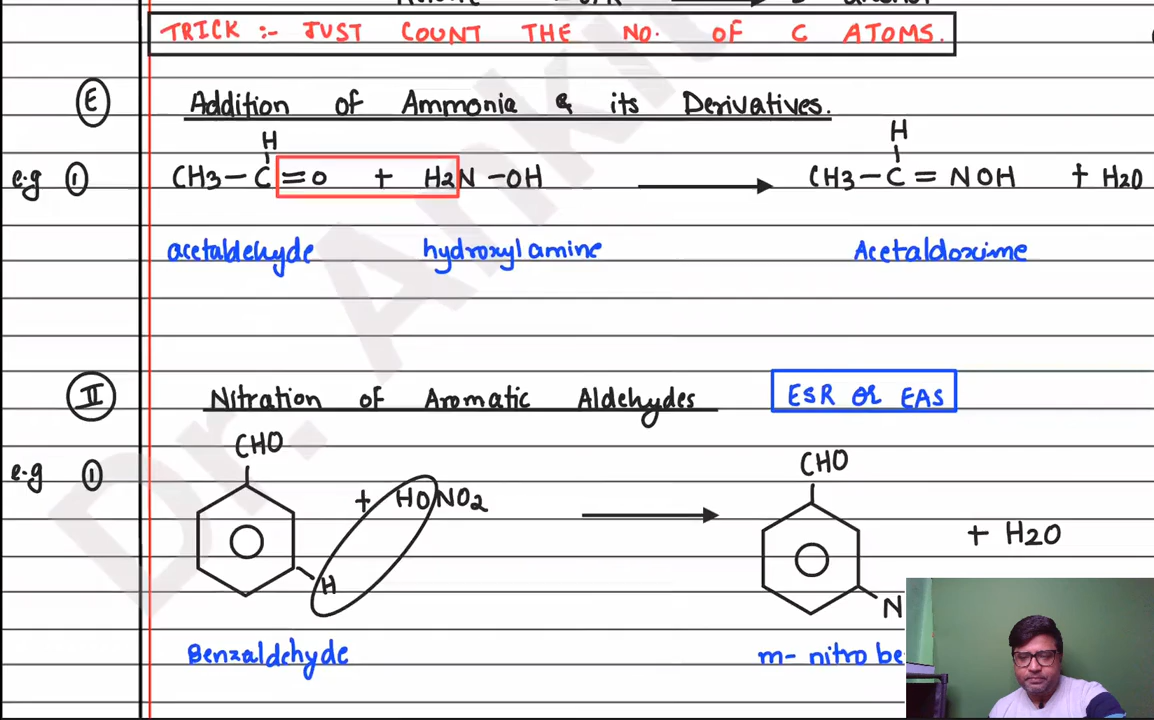 TRICK :- JUST COUNT THE NO. OF C ATOMS.
E Addition of Ammonia & its Derivatives.
H H
e.g ① CH3-C=O + H2N-OH → CH3-C=NOH + H2O
acetaldehyde hydroxyl amine Acetaldoxime
II Nitration of Aromatic Aldehydes ESR or EAS
CHO CHO
e.g ① + HONO2 → + H2O
H N
Benzaldehyde m- nitro be
Dr. Ankit